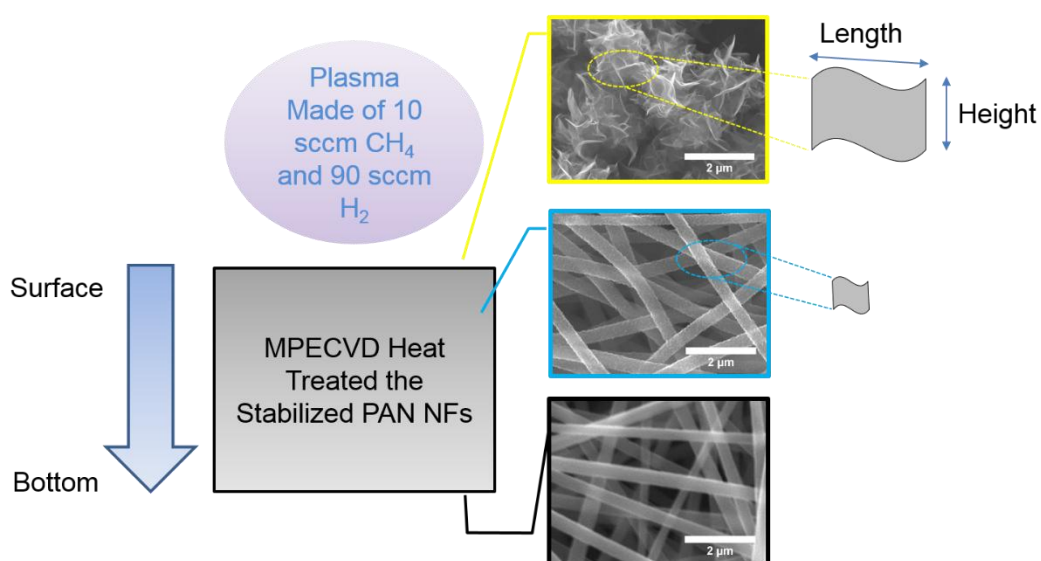 Plasma
Made of 10
sccm CH₄
and 90 sccm
H₂
2 µm
Length
Height
Surface
MPECVD Heat
Treated the
Stabilized PAN NFs
2 µm
Bottom
2 µm